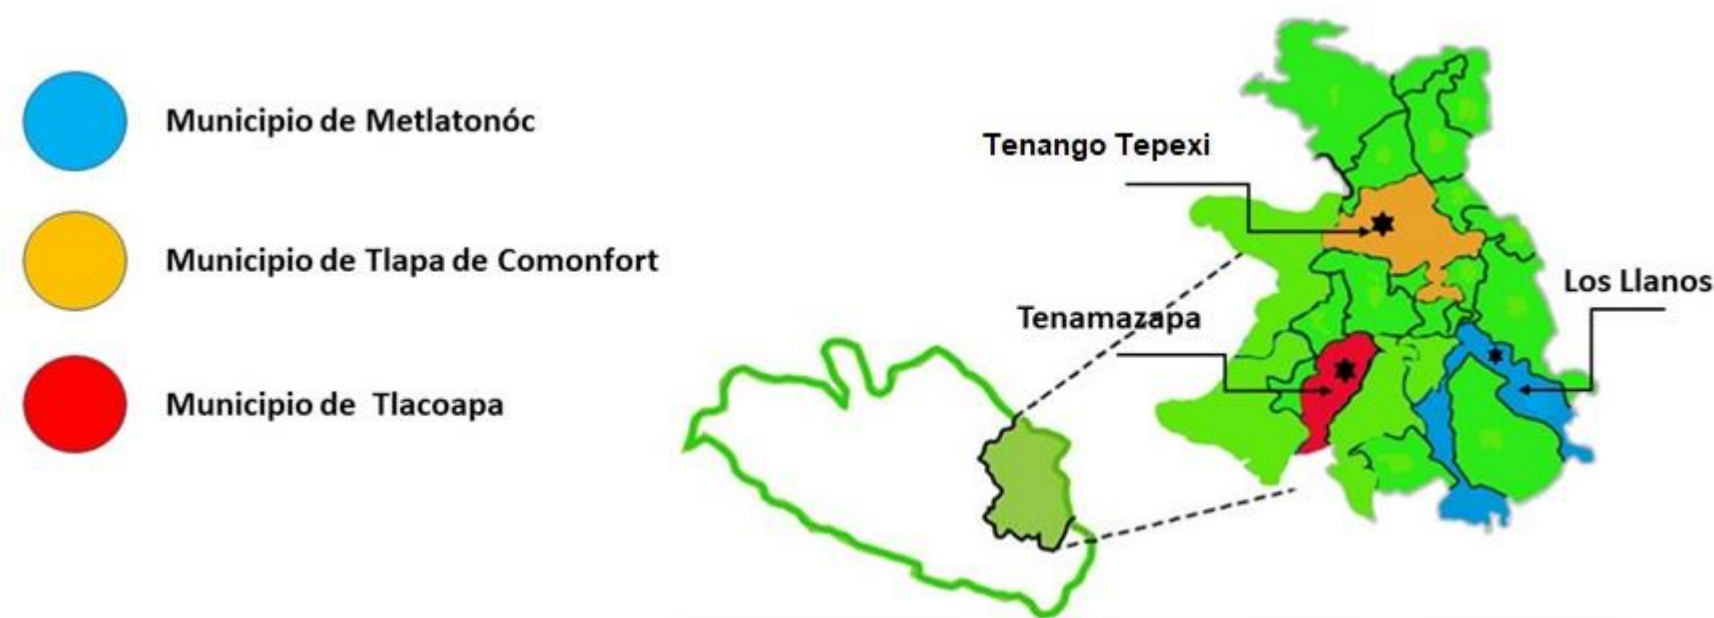 Municipio de Metlatonóc
Municipio de Tlapa de Comonfort
Municipio de Tlacoapa
Tenango Tepexi
Tenamazapa
Los Llanos